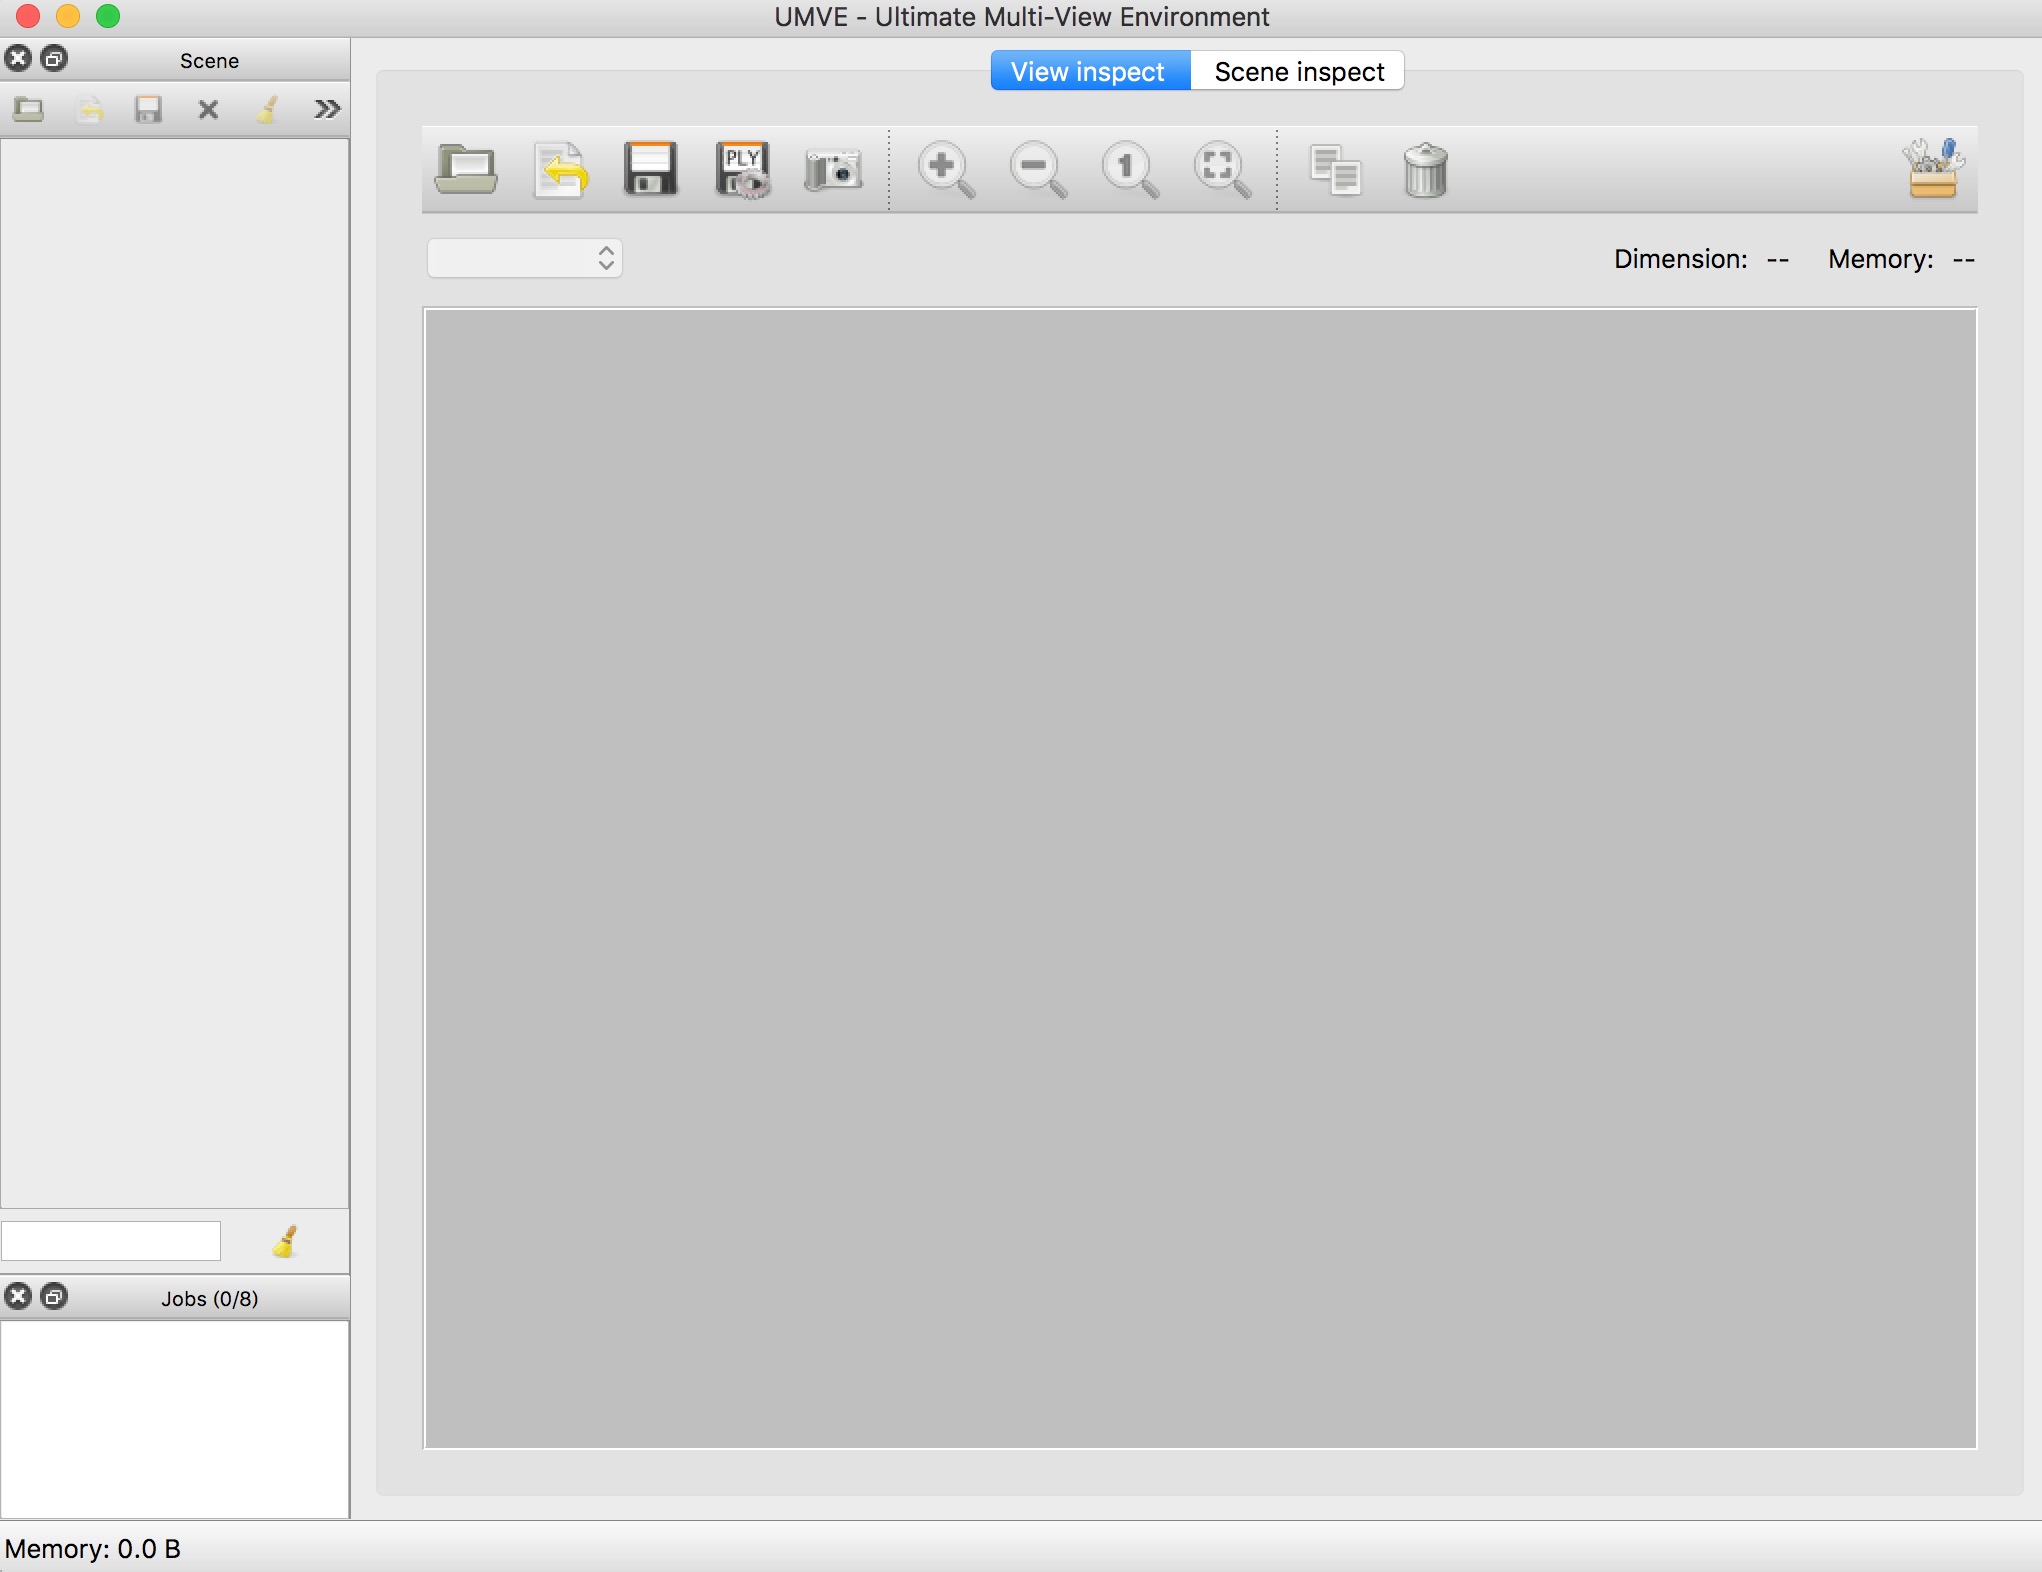 UMVE - Ultimate Multi-View Environment
Scene
View inspect
Scene inspect
PLY
1
Dimension: --
Memory: --
Jobs (0/8)
Memory: 0.0 B